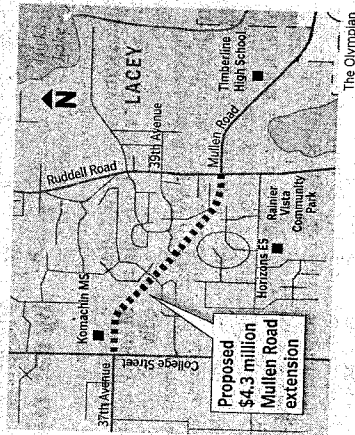 N
LACEY
Ruddell Road
39th Avenue
Timberline
High School
Mullen Road
Komachin MS
37th Avenue
College Street
Horizons ES
Rainier
Vista
Community
Park
Proposed
$4.3 million
Mullen Road
extension
The Olympian